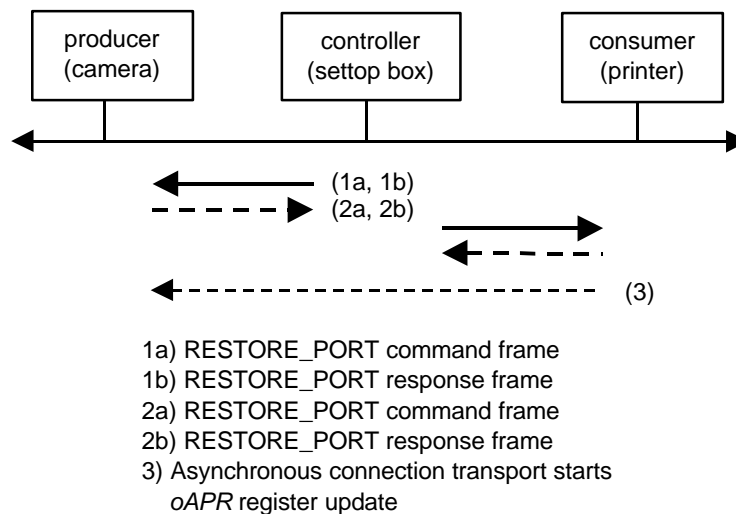 producer
(camera)
controller
(settop box)
consumer
(printer)
(1a, 1b)
(2a, 2b)
(3)
1a) RESTORE_PORT command frame
1b) RESTORE_PORT response frame
2a) RESTORE_PORT command frame
2b) RESTORE_PORT response frame
3) Asynchronous connection transport starts
oAPR register update